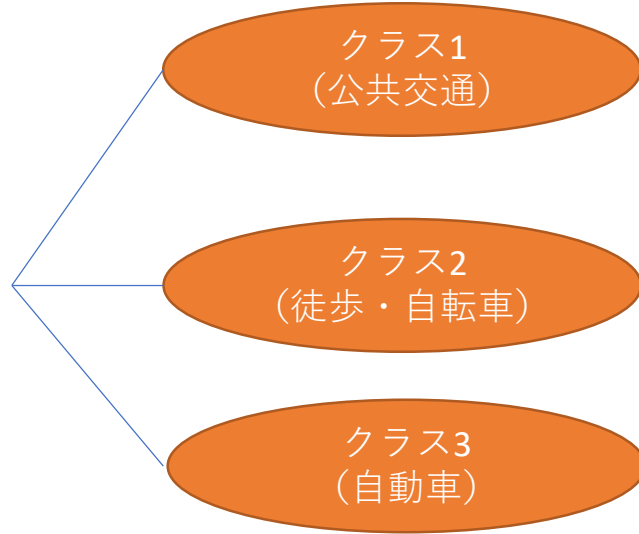 クラス1
（公共交通）
クラス2
（徒歩・自転車）
クラス3
（自動車）